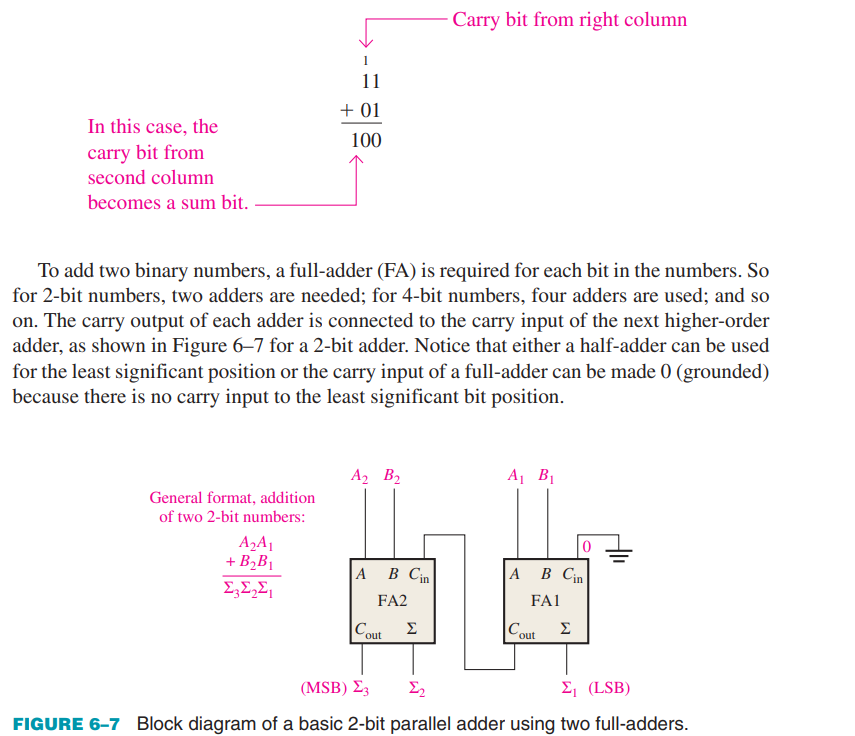 Carry bit from right column
1
11
+ 01
100
In this case, the
carry bit from
second column
becomes a sum bit.
To add two binary numbers, a full-adder (FA) is required for each bit in the numbers. So
for 2-bit numbers, two adders are needed; for 4-bit numbers, four adders are used; and so
on. The carry output of each adder is connected to the carry input of the next higher-order
adder, as shown in Figure 6–7 for a 2-bit adder. Notice that either a half-adder can be used
for the least significant position or the carry input of a full-adder can be made 0 (grounded)
because there is no carry input to the least significant bit position.
General format, addition
of two 2-bit numbers:
A₂A₁
+ B₂B₁
Σ₃Σ₂Σ₁
A₂ B₂
A₁ B₁
0
A B Cin
FA2
Cout Σ
A B Cin
FA1
Cout Σ
(MSB) Σ₃ Σ₂
Σ₁ (LSB)
FIGURE 6–7 Block diagram of a basic 2-bit parallel adder using two full-adders.